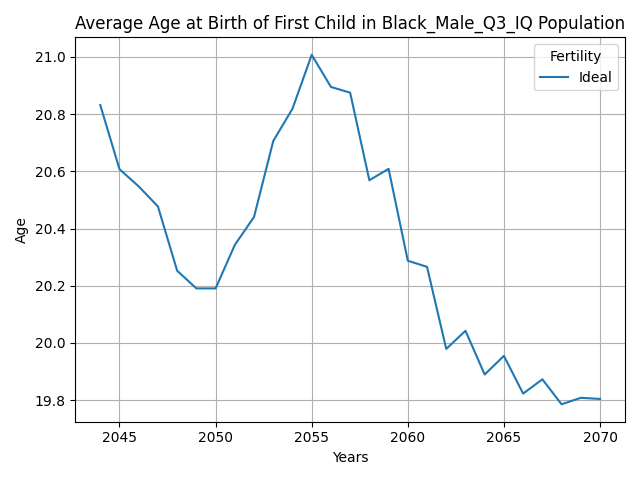 Average Age at Birth of First Child in Black_Male_Q3_IQ Population
Fertility
Ideal
Age
21.0
20.8
20.6
20.4
20.2
20.0
19.8
2045 2050 2055 2060 2065 2070
Years